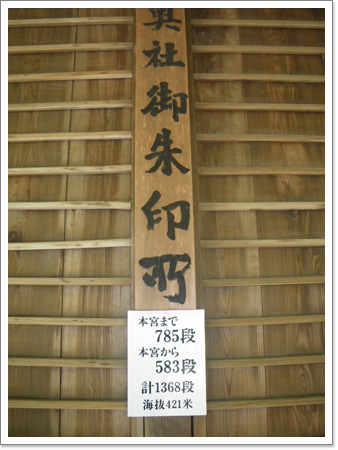 奥社御朱印所
本宮まで
785段
本宮から
583段
計1368段
海抜421米